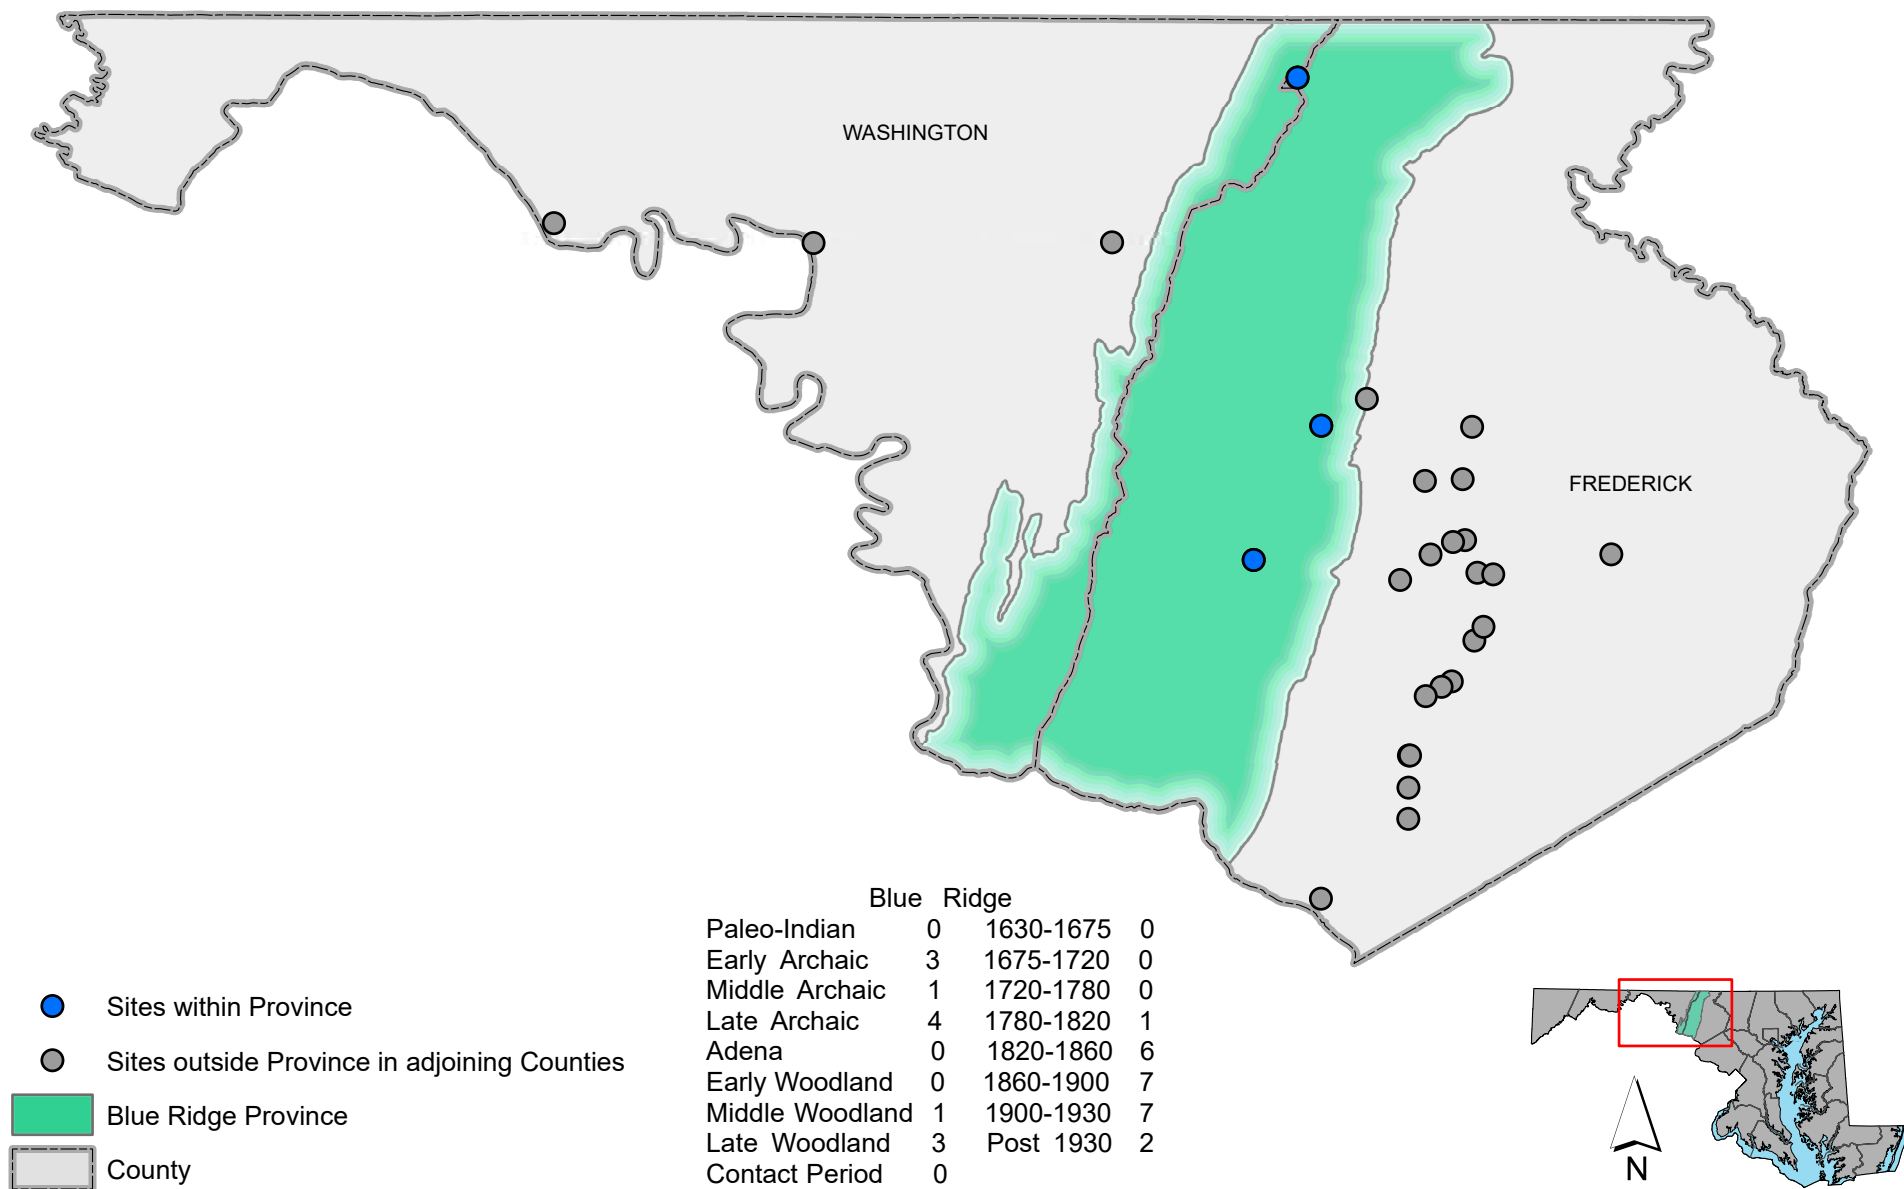 WASHINGTON
FREDERICK
Blue Ridge
Paleo-Indian 0 1630-1675 0
Early Archaic 3 1675-1720 0
Middle Archaic 1 1720-1780 0
Late Archaic 4 1780-1820 1
Adena 0 1820-1860 6
Early Woodland 0 1860-1900 7
Middle Woodland 1 1900-1930 7
Late Woodland 3 Post 1930 2
Contact Period 0
Sites within Province
Sites outside Province in adjoining Counties
Blue Ridge Province
County
N